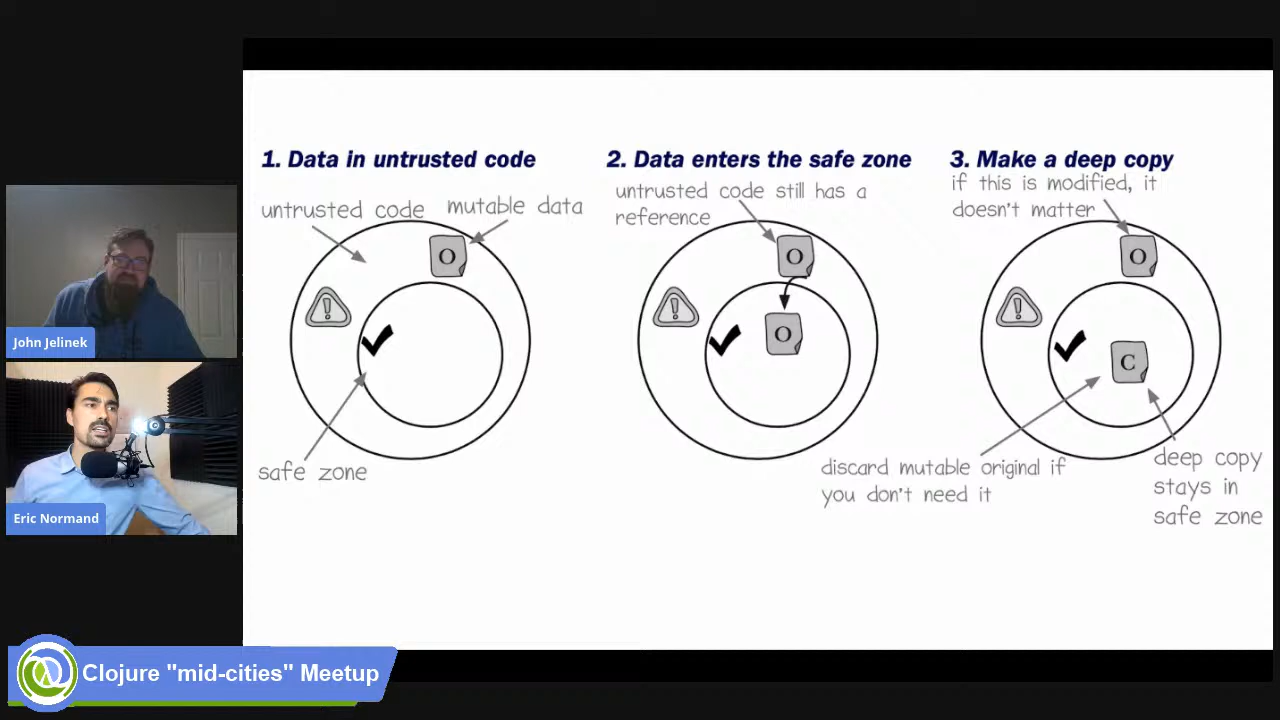 1. Data in untrusted code
untrusted code
mutable data
O
safe zone
2. Data enters the safe zone
untrusted code still has a
reference
O
O
3. Make a deep copy
if this is modified, it
doesn't matter
O
C
discard mutable original if
you don't need it
deep copy
stays in
safe zone
John Jelinek
Eric Normand
Clojure "mid-cities" Meetup